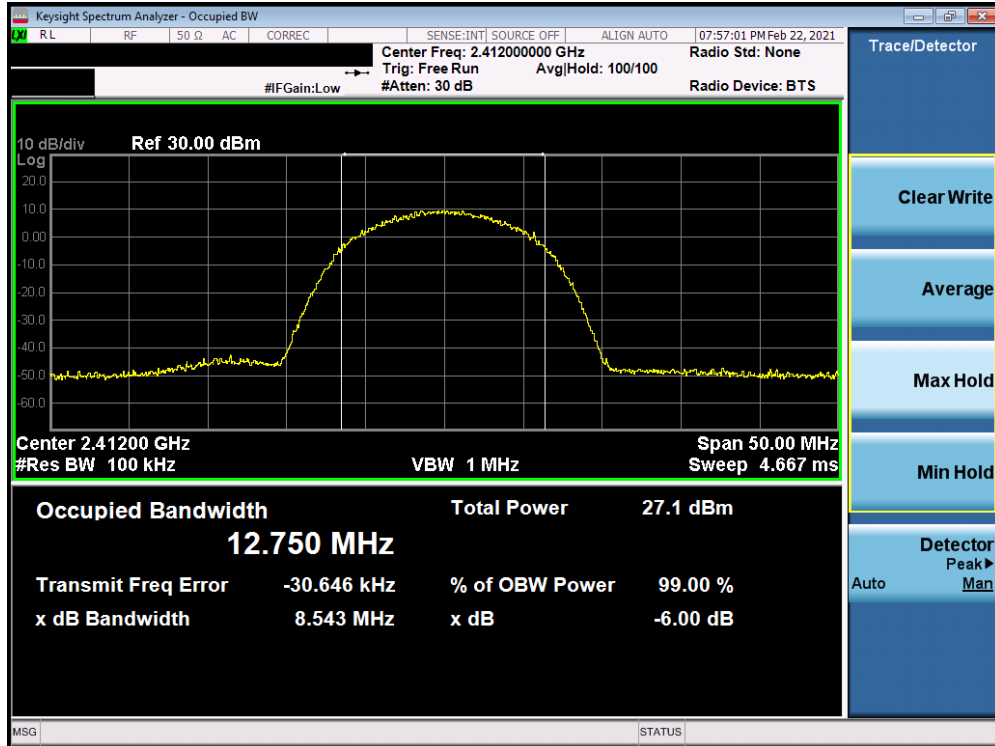 Keysight Spectrum Analyzer - Occupied BW
LXI RL RF 50 Ω AC CORREC SENSE:INT SOURCE OFF ALIGN AUTO 07:57:01 PM Feb 22, 2021
Center Freq: 2.412000000 GHz Radio Std: None
Trig: Free Run Avg|Hold: 100/100
#IFGain:Low #Atten: 30 dB Radio Device: BTS
Trace/Detector
10 dB/div Ref 30.00 dBm
Log
20.0
10.0
0.00
-10.0
-20.0
-30.0
-40.0
-50.0
-60.0
Center 2.41200 GHz Span 50.00 MHz
#Res BW 100 kHz VBW 1 MHz Sweep 4.667 ms
Occupied Bandwidth Total Power 27.1 dBm
12.750 MHz
Transmit Freq Error -30.646 kHz % of OBW Power 99.00 %
x dB Bandwidth 8.543 MHz x dB -6.00 dB
Clear Write
Average
Max Hold
Min Hold
Detector
Peak▶
Auto Man
MSG STATUS